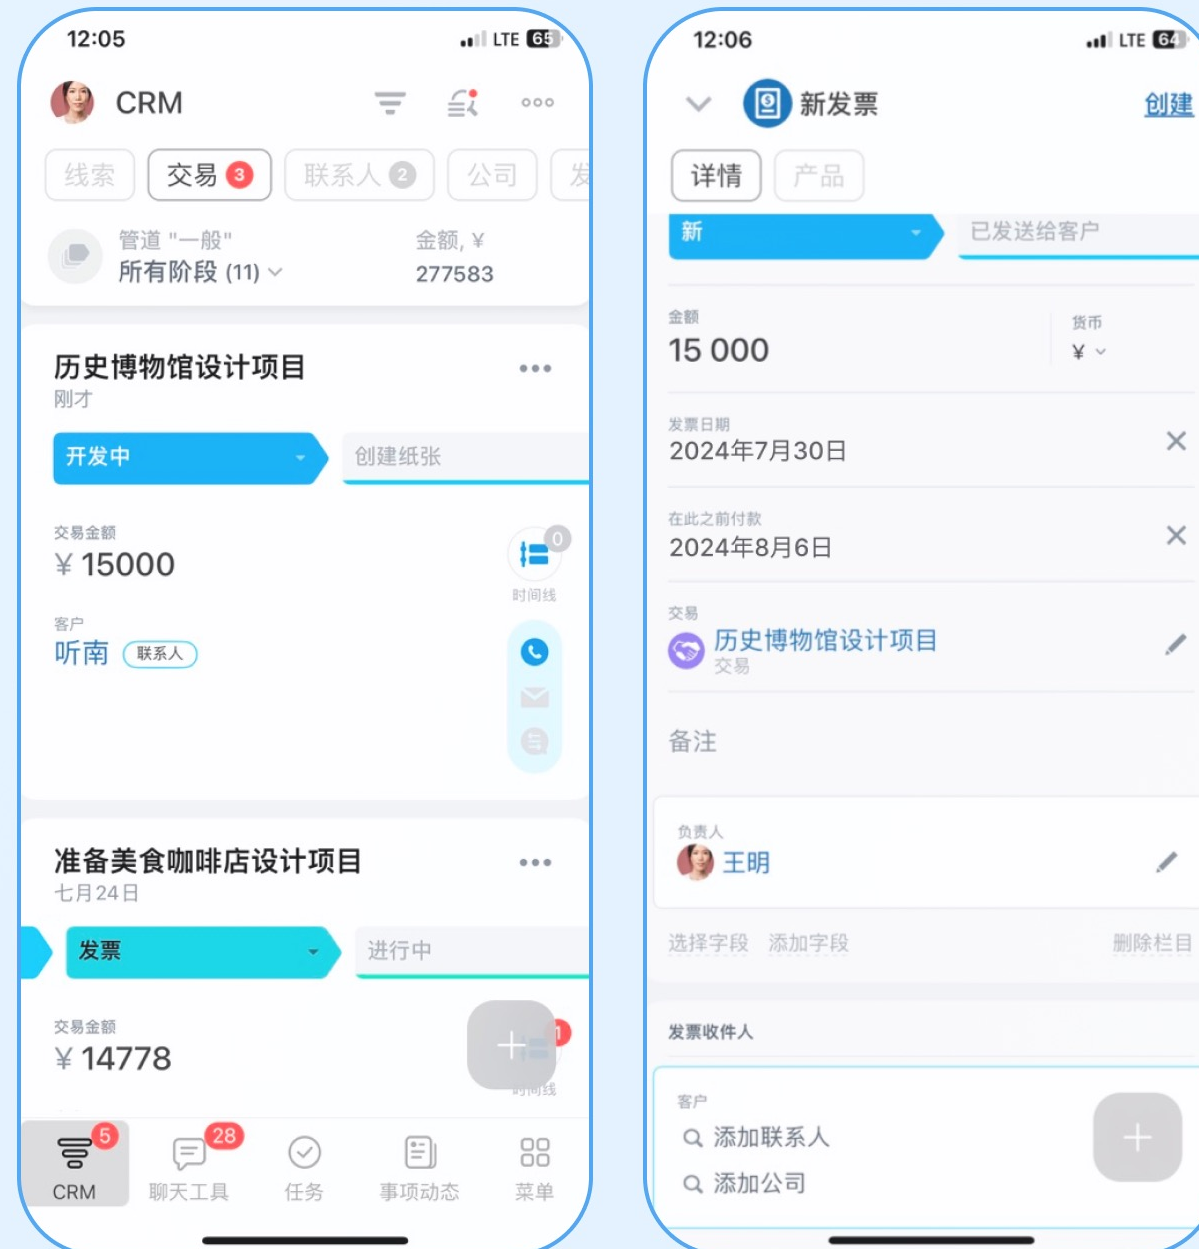 12:05
LTE 65
CRM
线索
交易 3
联系人 2
公司
发
管道 "一般"
金额, ¥
所有阶段 (11)
277583
历史博物馆设计项目
刚才
开发中
创建纸张
交易金额
¥ 15000
0
时间线
客户
听南
联系人
准备美食咖啡店设计项目
七月24日
发票
进行中
交易金额
¥ 14778
1
时间线
5
28
CRM
聊天工具
任务
事项动态
菜单
12:06
LTE 64
新发票
创建
详情
产品
新
已发送给客户
金额
货币
15 000
¥
发票日期
2024年7月30日
在此之前付款
2024年8月6日
交易
历史博物馆设计项目
交易
备注
负责人
王明
选择字段
添加字段
删除栏目
发票收件人
客户
添加联系人
添加公司